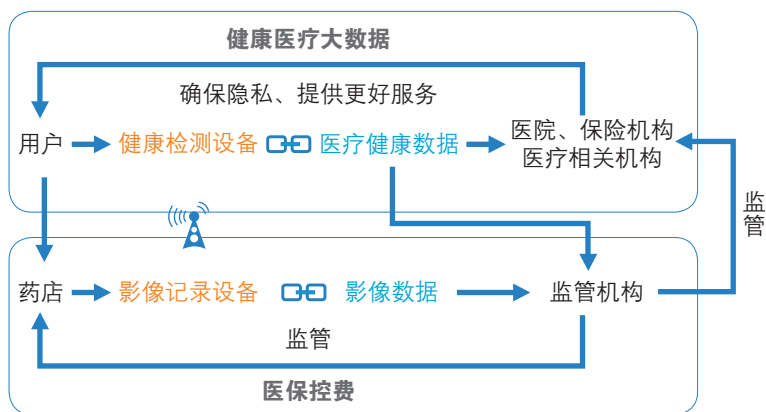 健康医疗大数据
确保隐私、提供更好服务
用户
健康检测设备
医疗健康数据
医院、保险机构
医疗相关机构
监管
药店
影像记录设备
影像数据
监管机构
监管
医保控费